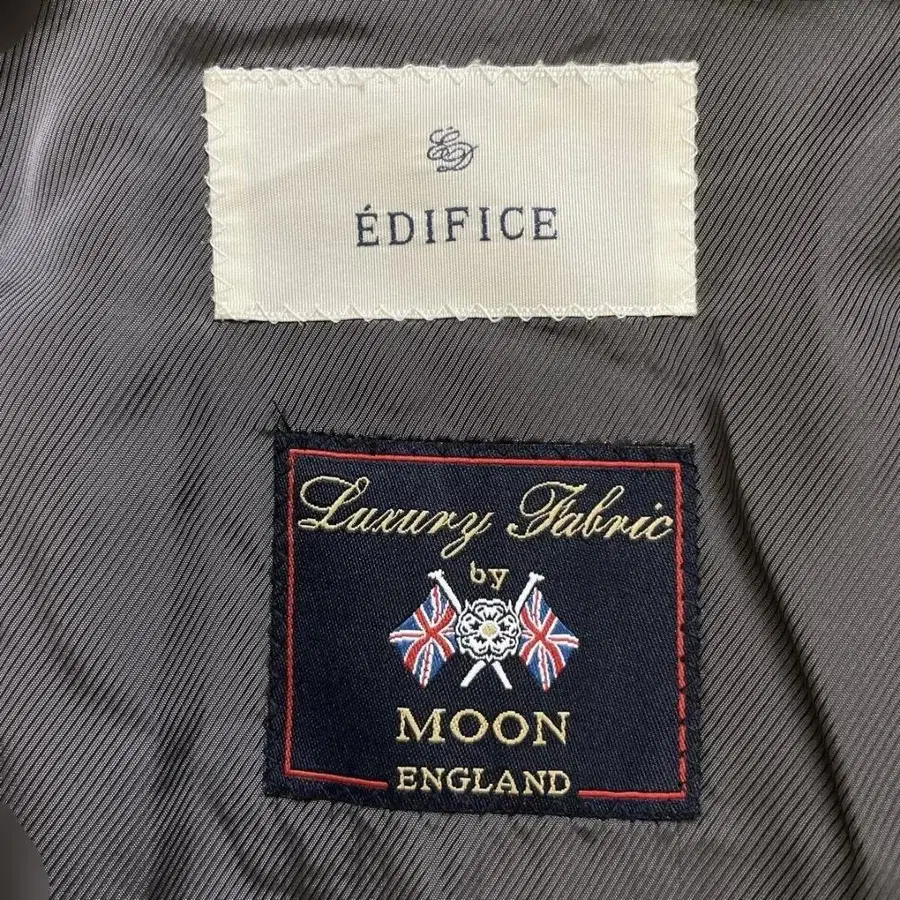 ÉDIFICE
Luxury Fabric
by
MOON
ENGLAND